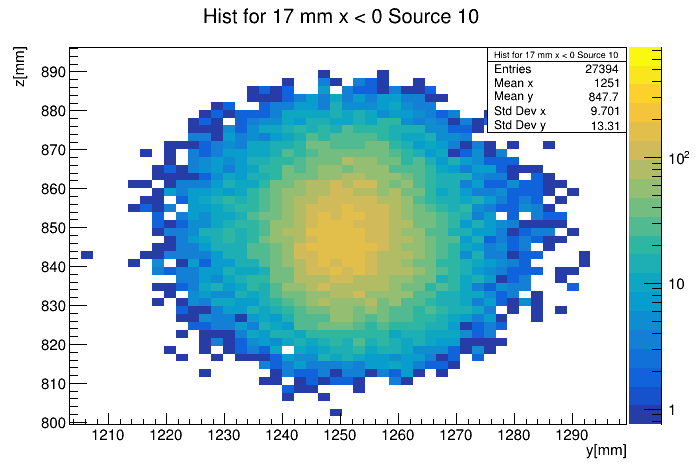 Hist for 17 mm x < 0 Source 10
z[mm]
Hist for 17 mm x < 0 Source 10
Entries 27394
Mean x 1251
Mean y 847.7
Std Dev x 9.701
Std Dev y 13.31
890
880
870
860
850
840
830
820
810
800
10²
10
1
1210 1220 1230 1240 1250 1260 1270 1280 1290
y[mm]